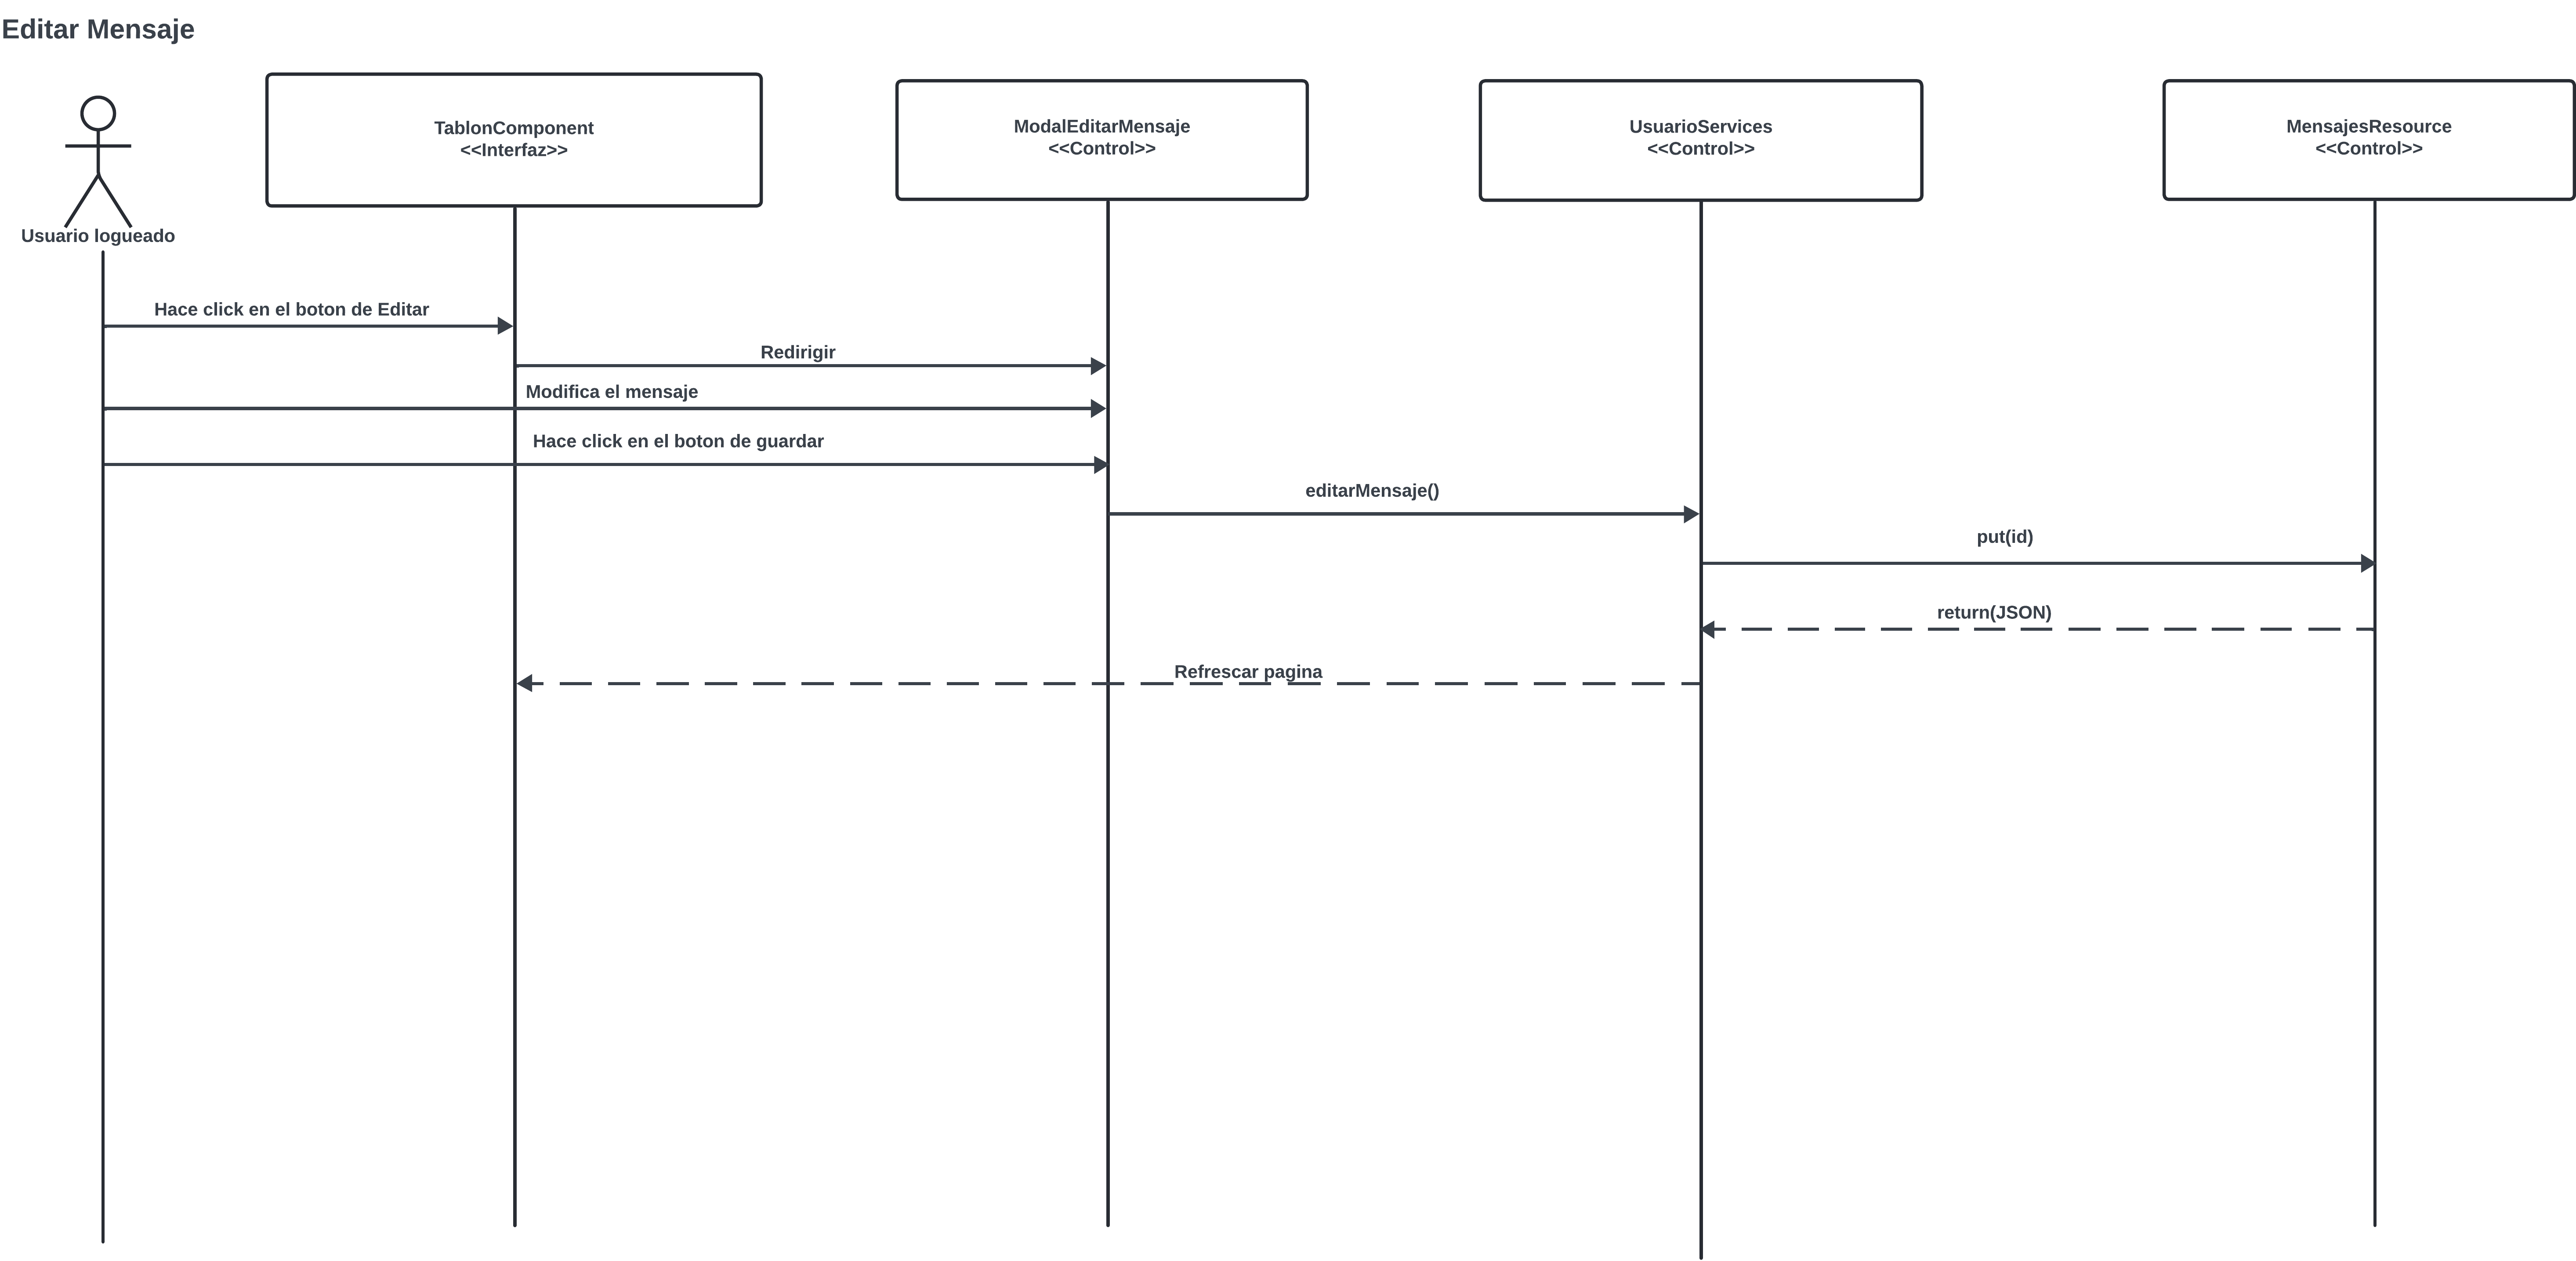 Editar Mensaje
TablonComponent
<<Interfaz>>
ModalEditarMensaje
<<Control>>
UsuarioServices
<<Control>>
MensajesResource
<<Control>>
Usuario logueado
Hace click en el boton de Editar
Redirigir
Modifica el mensaje
Hace click en el boton de guardar
editarMensaje()
put(id)
return(JSON)
Refrescar pagina